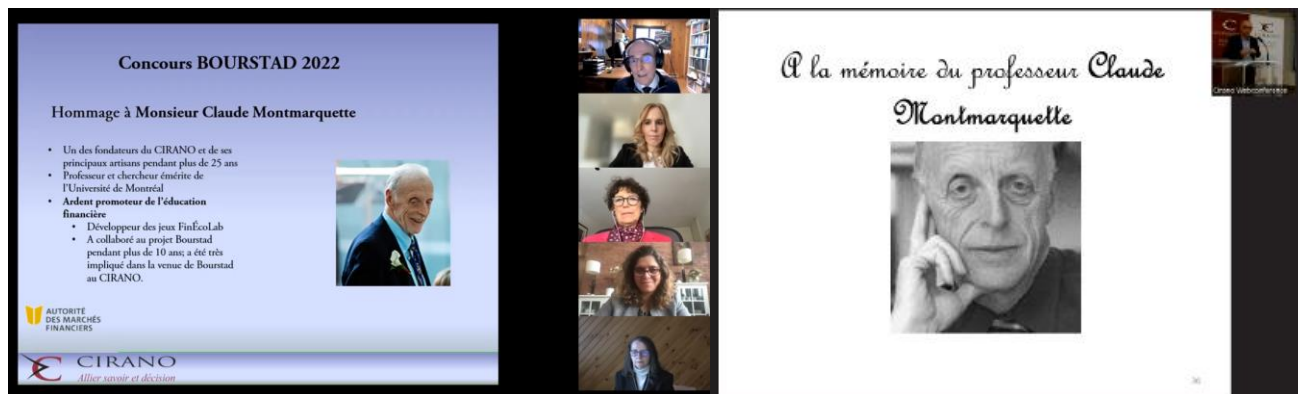 Concours BOURSTAD 2022
Hommage à Monsieur Claude Montmarquette
• Un des fondateurs du CIRANO et de ses
principaux artisans pendant plus de 25 ans
• Professeur et chercheur émérite de
l'Université de Montréal
• Ardent promoteur de l'éducation
financière
• Développeur des jeux FinÉcoLab
• A collaboré au projet Bourstad
pendant plus de 10 ans; a été très
impliqué dans la venue de Bourstad
au CIRANO.
AUTORITÉ
DES MARCHÉS
FINANCIERS
CIRANO
Allier savoir et décision
A la mémoire du professeur Claude
Montmarquette
Cirano Webconference
36